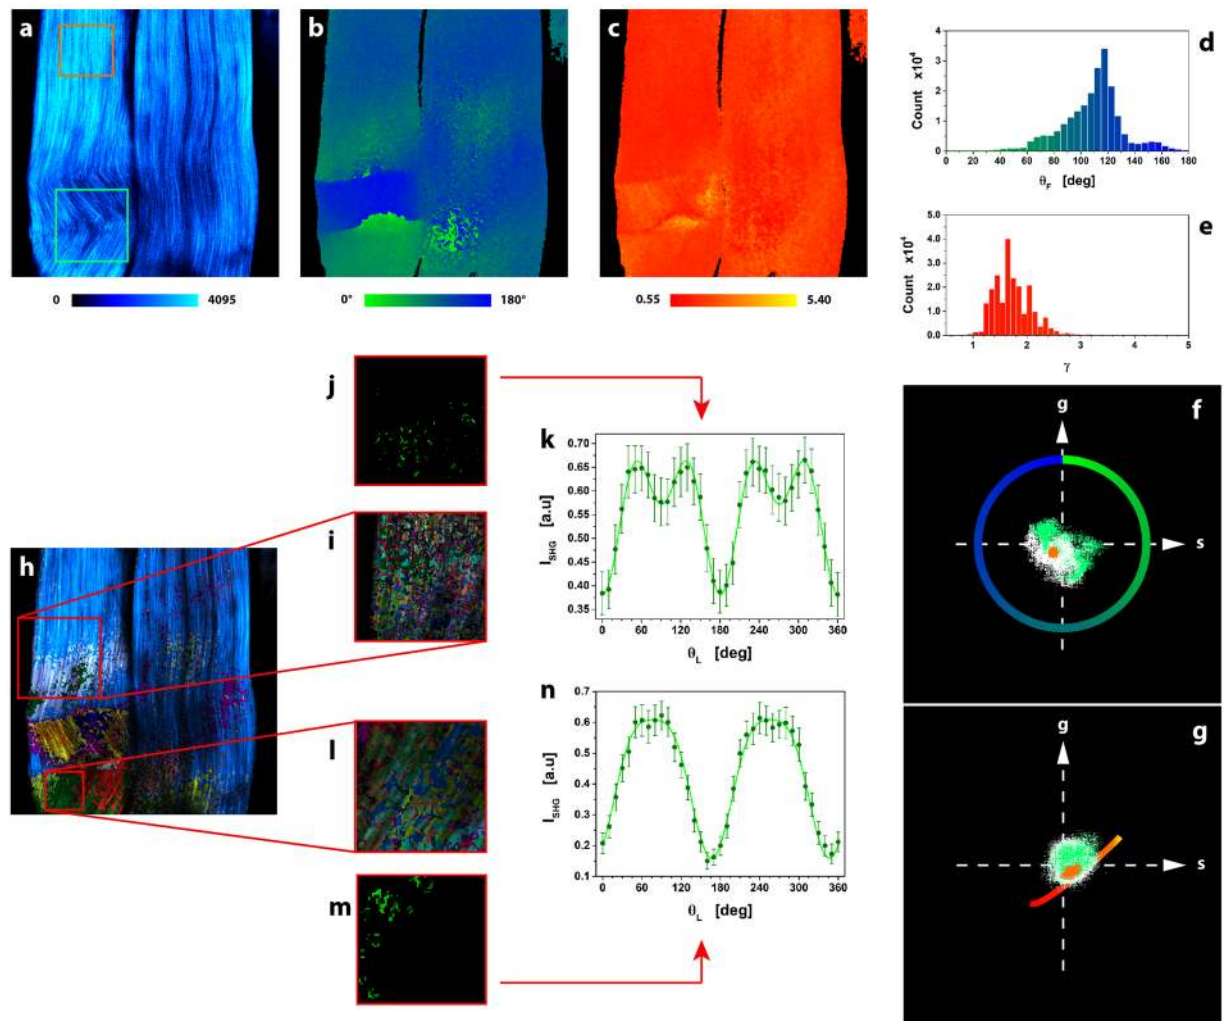 a
b
c
d
0 4095
0° 180°
0.55 5.40
Count x10⁴
4
3
2
1
0
0 20 40 60 80 100 120 140 160 180
θF [deg]
e
Count x10⁴
5.0
4.0
3.0
2.0
1.0
0.0
1 2 3 4 5
γ
f
g
s
g
g
s
h
i
j
k
ISHG [a.u]
0.70
0.65
0.60
0.55
0.50
0.45
0.40
0.35
0 60 120 180 240 300 360
θL [deg]
l
m
n
ISHG [a.u]
0.7
0.6
0.5
0.4
0.3
0.2
0.1
0 60 120 180 240 300 360
θL [deg]